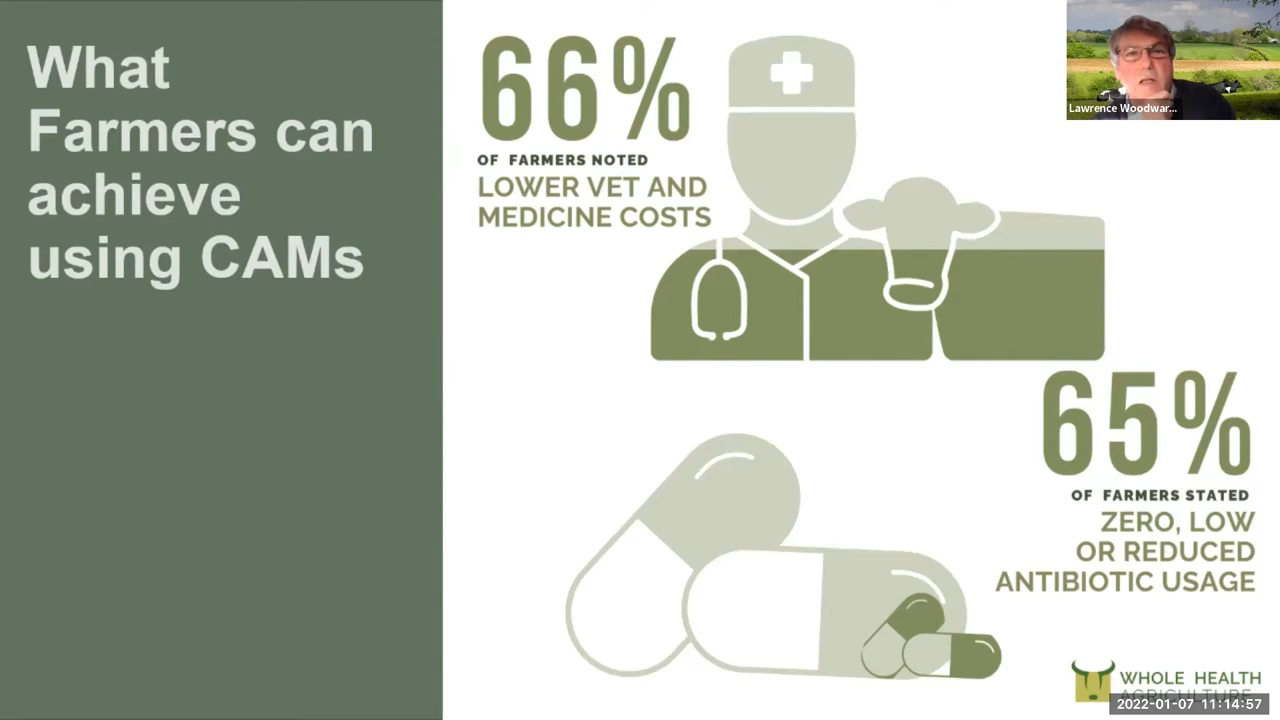 What
Farmers can
achieve
using CAMs
66%
OF FARMERS NOTED
LOWER VET AND
MEDICINE COSTS
Lawrence Woodwar...
65%
OF FARMERS STATED
ZERO, LOW
OR REDUCED
ANTIBIOTIC USAGE
WHOLE HEALTH
AGRICULTURE
2022-01-07 11:14:57